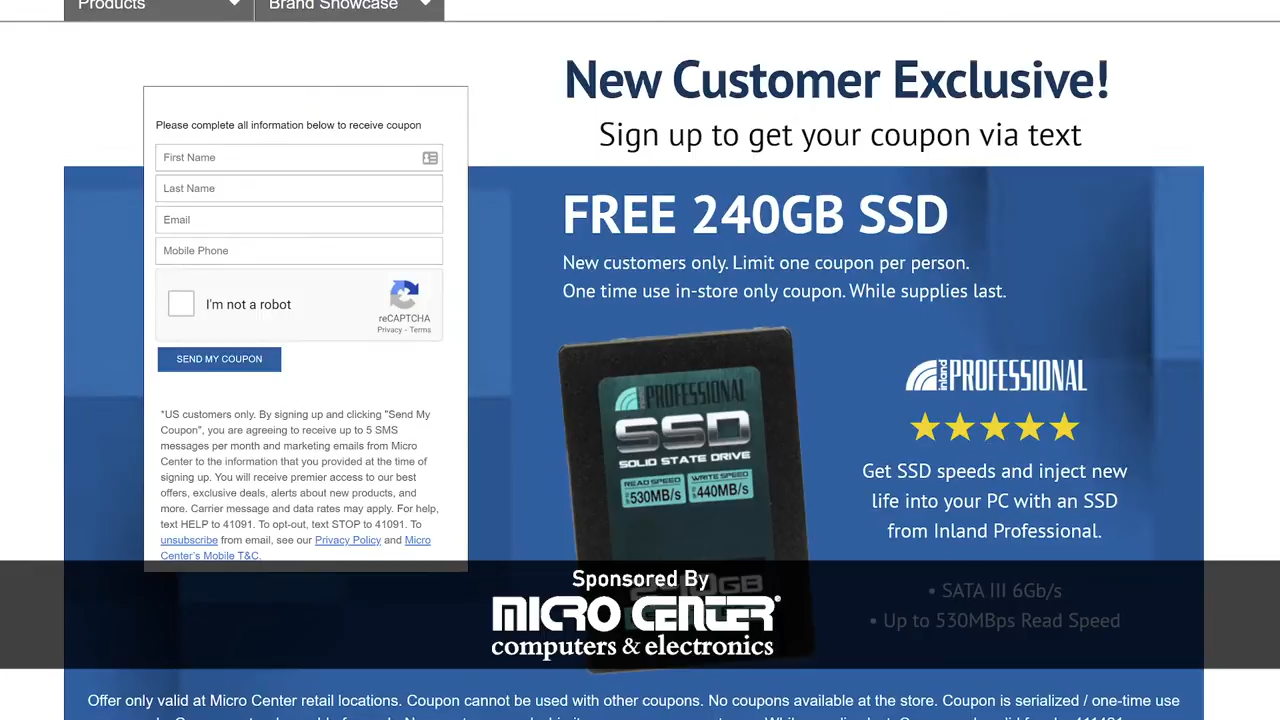 Products
Brand Showcase
New Customer Exclusive!
Sign up to get your coupon via text
Please complete all information below to receive coupon
First Name
Last Name
Email
Mobile Phone
I'm not a robot
reCAPTCHA
Privacy - Terms
SEND MY COUPON
*US customers only. By signing up and clicking "Send My
Coupon", you are agreeing to receive up to 5 SMS
messages per month and marketing emails from Micro
Center to the information that you provided at the time of
signing up. You will receive premier access to our best
offers, exclusive deals, alerts about new products, and
more. Carrier message and data rates may apply. For help,
text HELP to 41091. To opt-out, text STOP to 41091. To
unsubscribe from email, see our Privacy Policy and Micro
Center's Mobile T&C.
FREE 240GB SSD
New customers only. Limit one coupon per person.
One time use in-store only coupon. While supplies last.
PROFESSIONAL
SSD
SOLID STATE DRIVE
READ SPEED
530MB/s
WRITE SPEED
440MB/s
240GB
inland PROFESSIONAL
Get SSD speeds and inject new
life into your PC with an SSD
from Inland Professional.
• SATA III 6Gb/s
• Up to 530MBps Read Speed
Sponsored By
MICRO CENTER
computers & electronics
Offer only valid at Micro Center retail locations. Coupon cannot be used with other coupons. No coupons available at the store. Coupon is serialized / one-time use